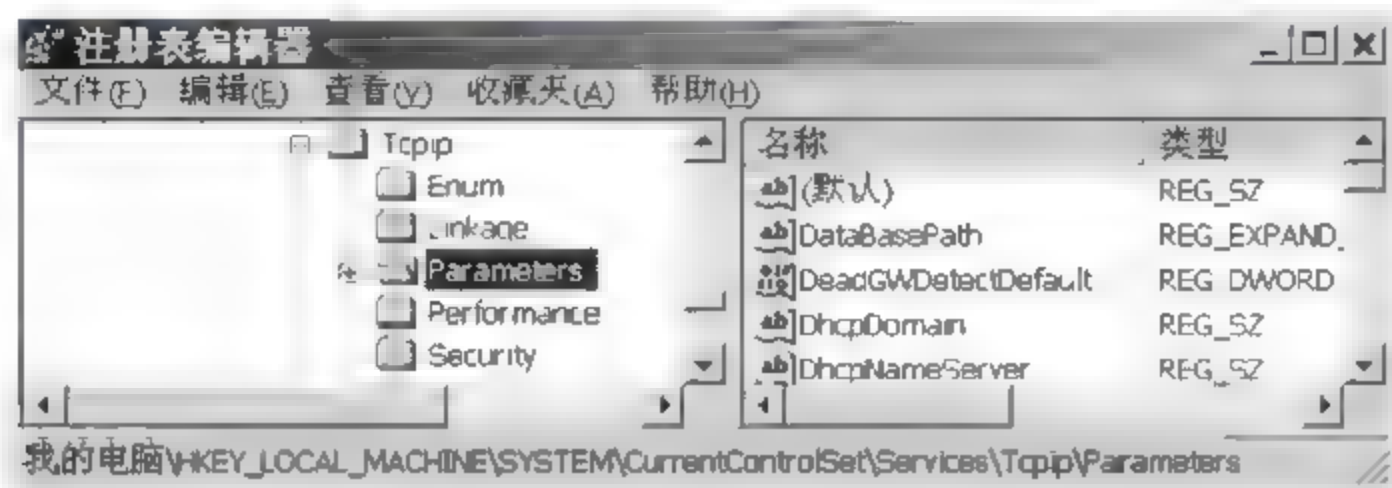 注册表编辑器
文件(F) 编辑(E) 查看(V) 收藏夹(A) 帮助(H)
Tcpip
Enum
Linkage
Parameters
Performance
Security
名称 类型
(默认) REG_SZ
DataBasePath REG_EXPAND_
DeadGWDetectDefault REG_DWORD
DhcpDomain REG_SZ
DhcpNameServer REG_SZ
我的电脑\HKEY_LOCAL_MACHINE\SYSTEM\CurrentControlSet\Services\Tcpip\Parameters